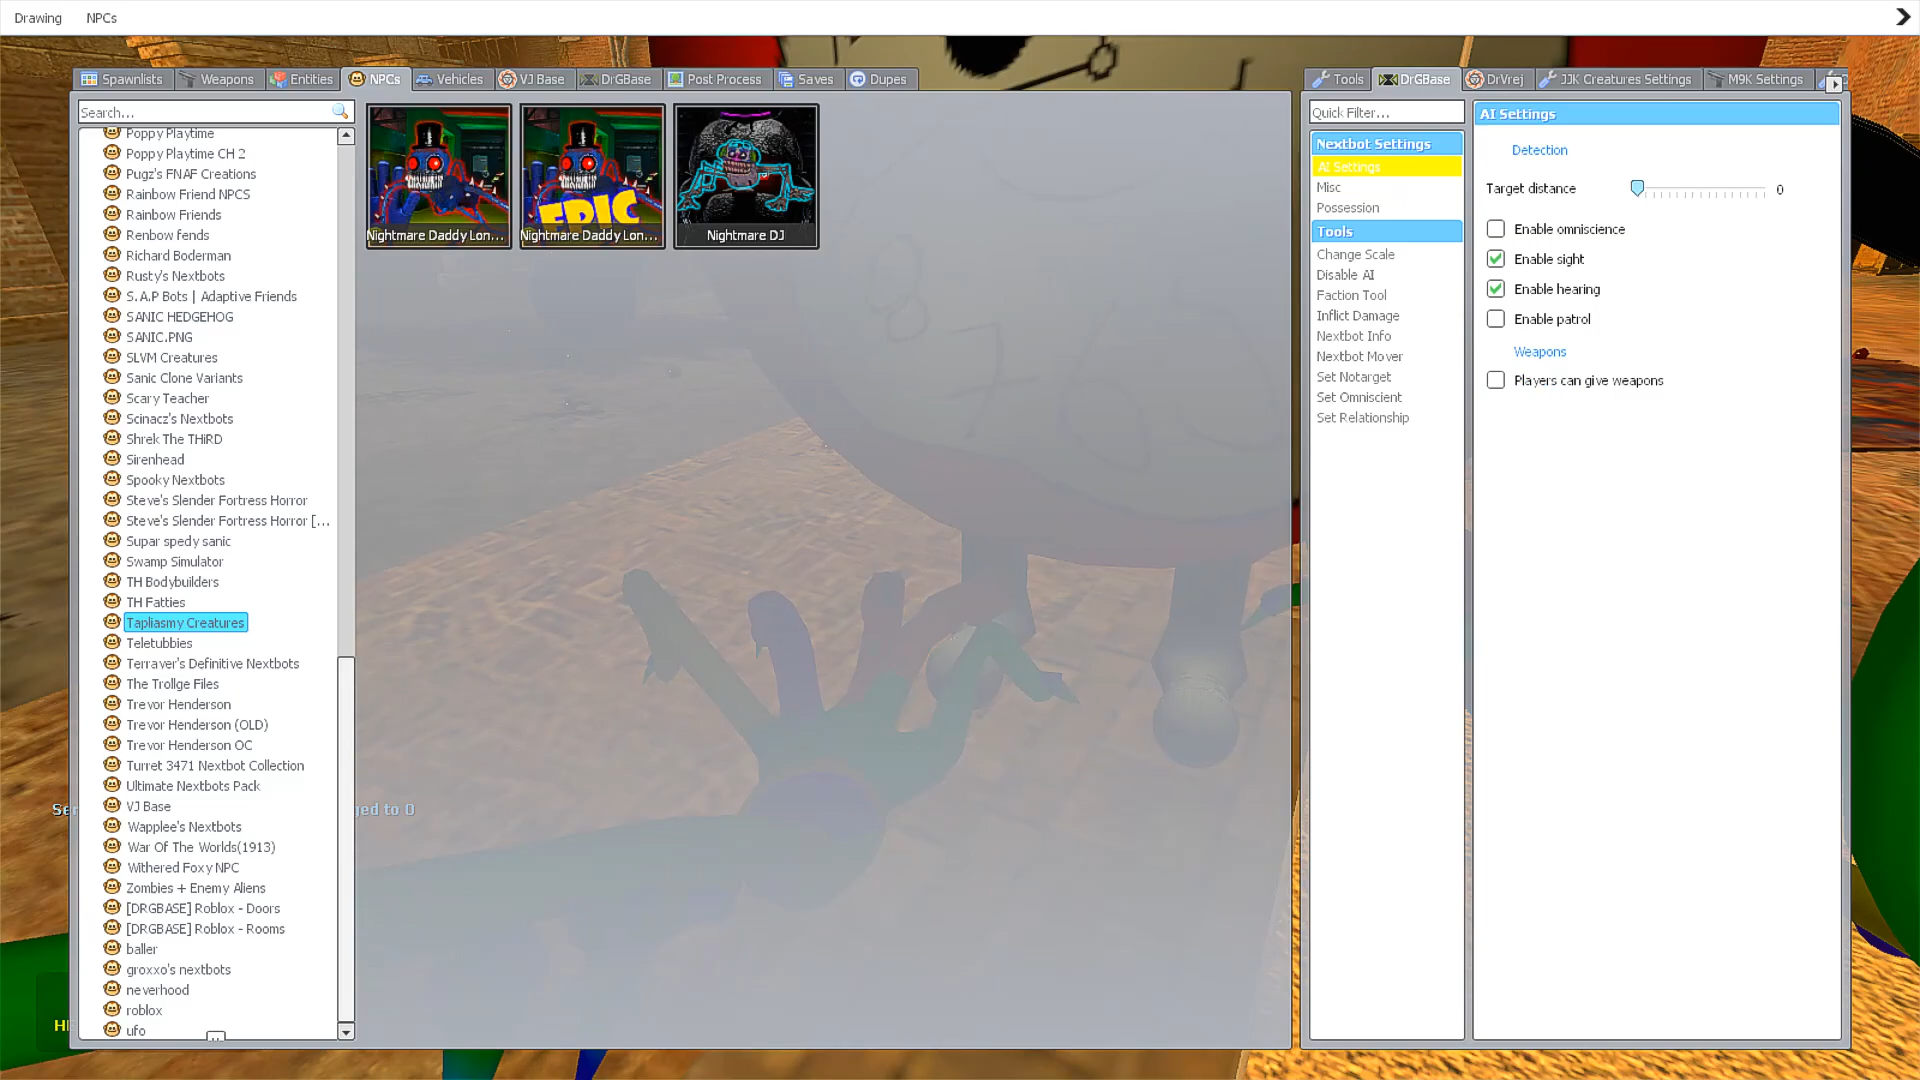 Drawing NPCs
Spawnlists Weapons Entities NPCs Vehicles VJ Base DrGBase Post Process Saves Dupes
Search...
Poppy Playtime
Poppy Playtime CH 2
Pugz's FNAF Creations
Rainbow Friend NPCS
Rainbow Friends
Renbow fends
Richard Boderman
Rusty's Nextbots
S.A.P Bots | Adaptive Friends
SANIC HEDGEHOG
SANIC.PNG
SLVM Creatures
Sanic Clone Variants
Scary Teacher
Scinacz's Nextbots
Shrek The THiRD
Sirenhead
Spooky Nextbots
Steve's Slender Fortress Horror
Steve's Slender Fortress Horror [...
Supar spedy sanic
Swamp Simulator
TH Bodybuilders
TH Fatties
Tapliasmy Creatures
Teletubbies
Terraver's Definitive Nextbots
The Trollge Files
Trevor Henderson
Trevor Henderson (OLD)
Trevor Henderson OC
Turret 3471 Nextbot Collection
Ultimate Nextbots Pack
VJ Base
Wapplee's Nextbots
War Of The Worlds(1913)
Withered Foxy NPC
Zombies + Enemy Aliens
[DRGBASE] Roblox - Doors
[DRGBASE] Roblox - Rooms
baller
groxxo's nextbots
neverhood
roblox
ufo
EPIC
Nightmare Daddy Lon... Nightmare Daddy Lon... Nightmare DJ
8
765
ged to 0
Tools DrGBase DrVrej JJK Creatures Settings M9K Settings
Quick Filter...
Nextbot Settings
AI Settings
Misc
Possession
Tools
Change Scale
Disable AI
Faction Tool
Inflict Damage
Nextbot Info
Nextbot Mover
Set Notarget
Set Omniscient
Set Relationship
AI Settings
Detection
Target distance 0
Enable omniscience
Enable sight
Enable hearing
Enable patrol
Weapons
Players can give weapons